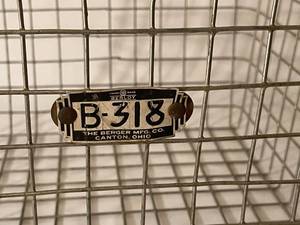 B-318
THE BERGER MFG. CO.
CANTON, OHIO